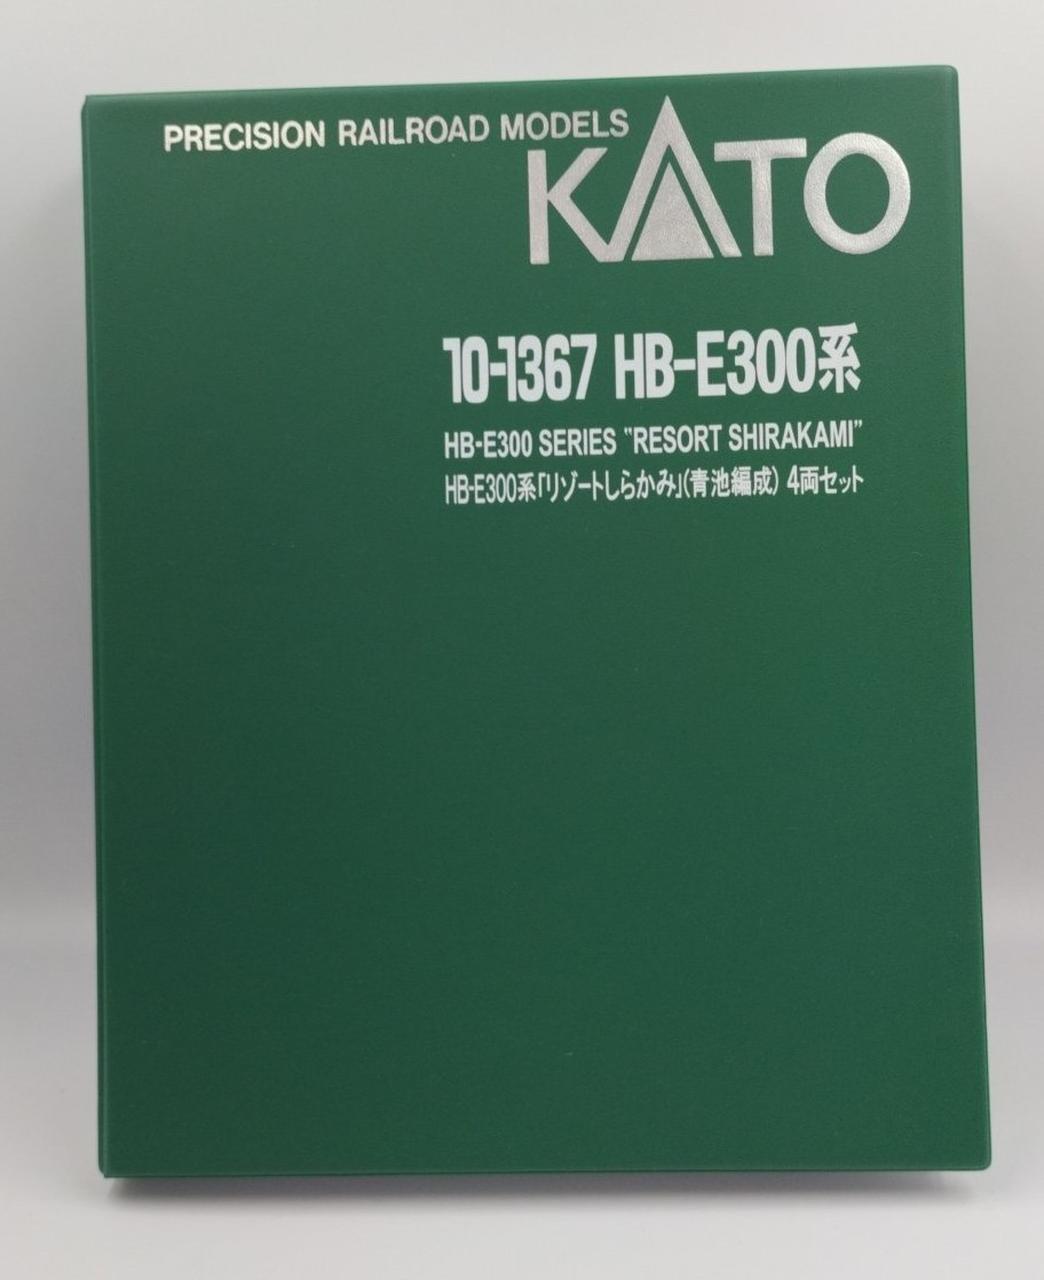 PRECISION RAILROAD MODELS
KATO
10-1367 HB-E300系
HB-E300 SERIES "RESORT SHIRAKAMI"
HB-E300系「リゾートしらかみ」(青池編成) 4両セット